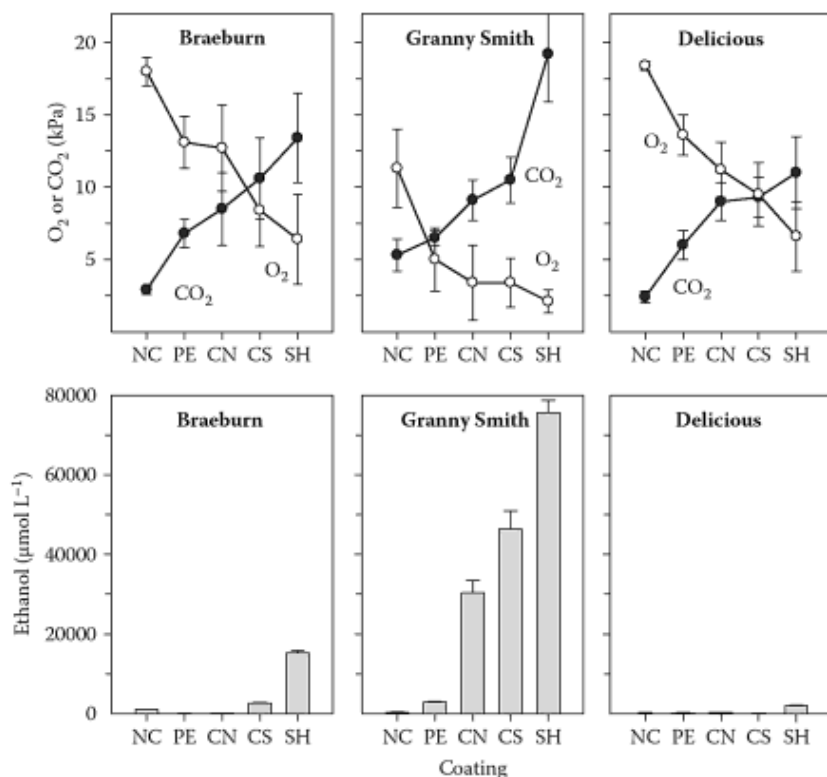 Braeburn
Granny Smith
Delicious
20
15
10
5
O₂ or CO₂ (kPa)
CO₂
O₂
CO₂
O₂
O₂
CO₂
NC PE CN CS SH
NC PE CN CS SH
NC PE CN CS SH
80000
60000
40000
20000
0
Ethanol (µmol L⁻¹)
Braeburn
Granny Smith
Delicious
NC PE CN CS SH
NC PE CN CS SH
NC PE CN CS SH
Coating